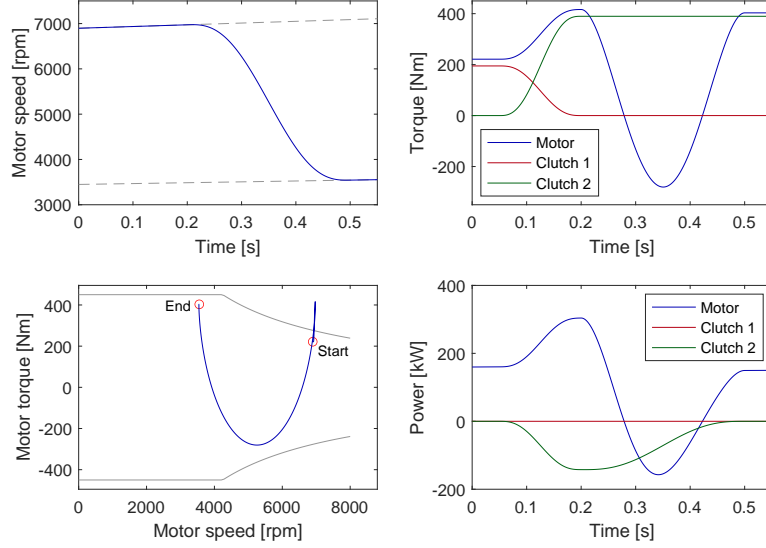 7000
6000
5000
4000
3000
Motor speed [rpm]
0 0.1 0.2 0.3 0.4 0.5
Time [s]
400
200
0
-200
Torque [Nm]
Motor
Clutch 1
Clutch 2
0 0.1 0.2 0.3 0.4 0.5
Time [s]
400
200
0
-200
-400
Motor torque [Nm]
End
Start
0 2000 4000 6000 8000
Motor speed [rpm]
400
200
0
-200
Power [kW]
Motor
Clutch 1
Clutch 2
0 0.1 0.2 0.3 0.4 0.5
Time [s]